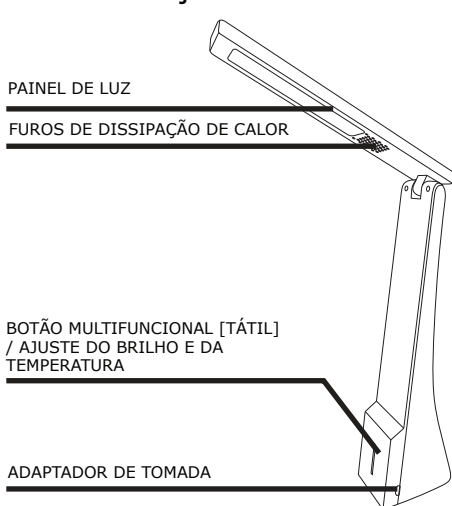 PAINEL DE LUZ
FUROS DE DISSIPAÇÃO DE CALOR
BOTÃO MULTIFUNCIONAL [TÁTIL]
/ AJUSTE DO BRILHO E DA
TEMPERATURA
ADAPTADOR DE TOMADA